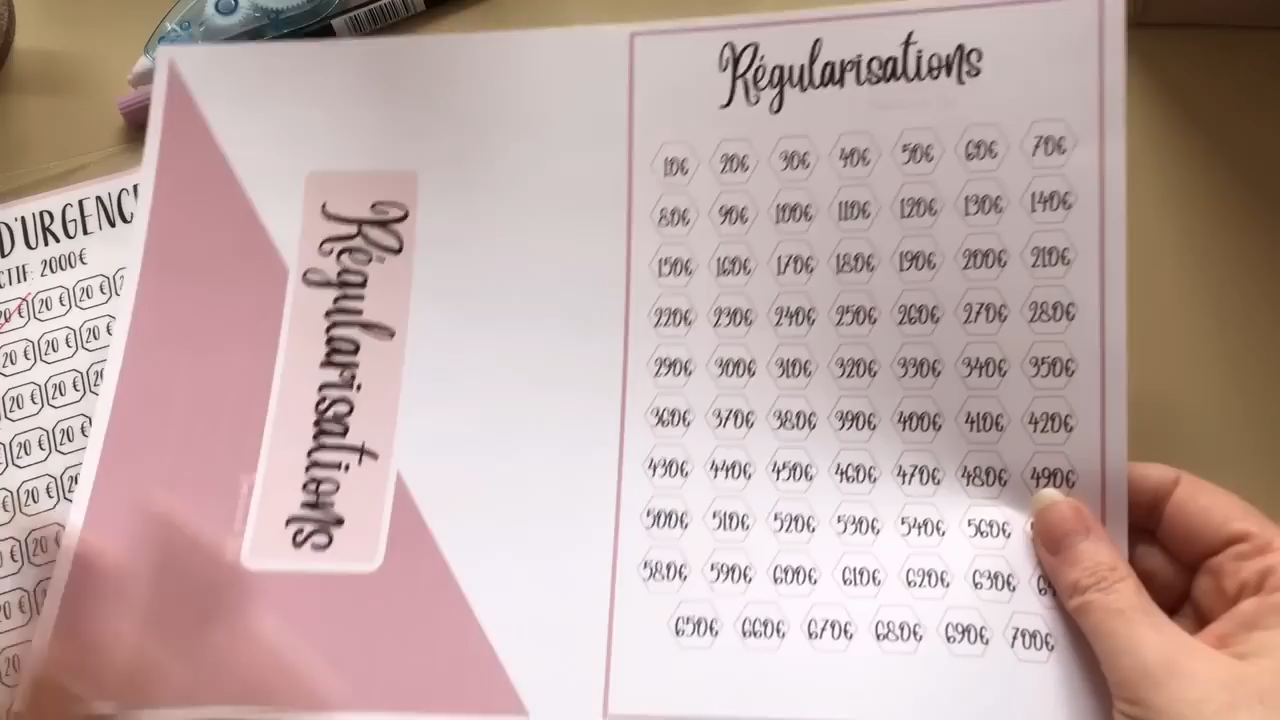 Régularisations
10€ 20€ 30€ 40€ 50€ 60€ 70€
80€ 90€ 100€ 110€ 120€ 130€ 140€
150€ 160€ 170€ 180€ 190€ 200€ 210€
220€ 230€ 240€ 250€ 260€ 270€ 280€
290€ 300€ 310€ 320€ 330€ 340€ 350€
360€ 370€ 380€ 390€ 400€ 410€ 420€
430€ 440€ 450€ 460€ 470€ 480€ 490€
500€ 510€ 520€ 530€ 540€ 560€
580€ 590€ 600€ 610€ 620€ 630€
650€ 660€ 670€ 680€ 690€ 700€
Régularisations
D'URGENC
CTIF: 2000€
20 € 20 € 20 €
20 € 20 € 20 €
20 € 20 €
20 € 20 €
20 €
20